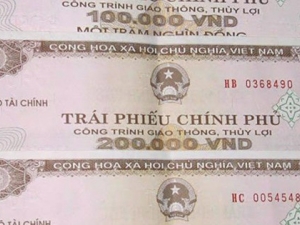 CHÍNH PHỦ
CÔNG TRÌNH GIAO THÔNG, THỦY LỢI
100.000 VND
MỘT TRĂM NGHÌN ĐỒNG
CỘNG HOÀ XÃ HỘI CHỦ NGHĨA VIỆT NAM
HB 0368490
TÀI CHÍNH
TRÁI PHIẾU CHÍNH PHỦ
CÔNG TRÌNH GIAO THÔNG, THỦY LỢI
200.000 VND
CỘNG HOÀ XÃ HỘI CHỦ NGHĨA VIỆT NAM
HC 0054548